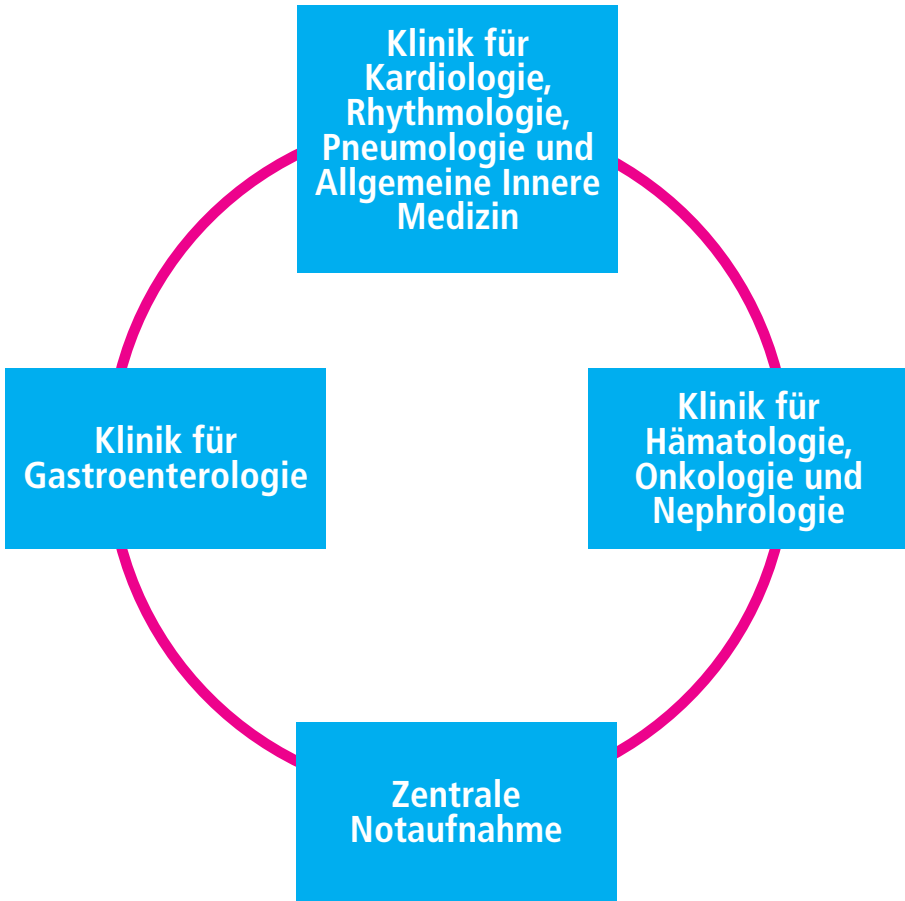 Klinik für
Kardiologie,
Rhythmologie,
Pneumologie und
Allgemeine Innere
Medizin
Klinik für
Gastroenterologie
Klinik für
Hämatologie,
Onkologie und
Nephrologie
Zentrale
Notaufnahme